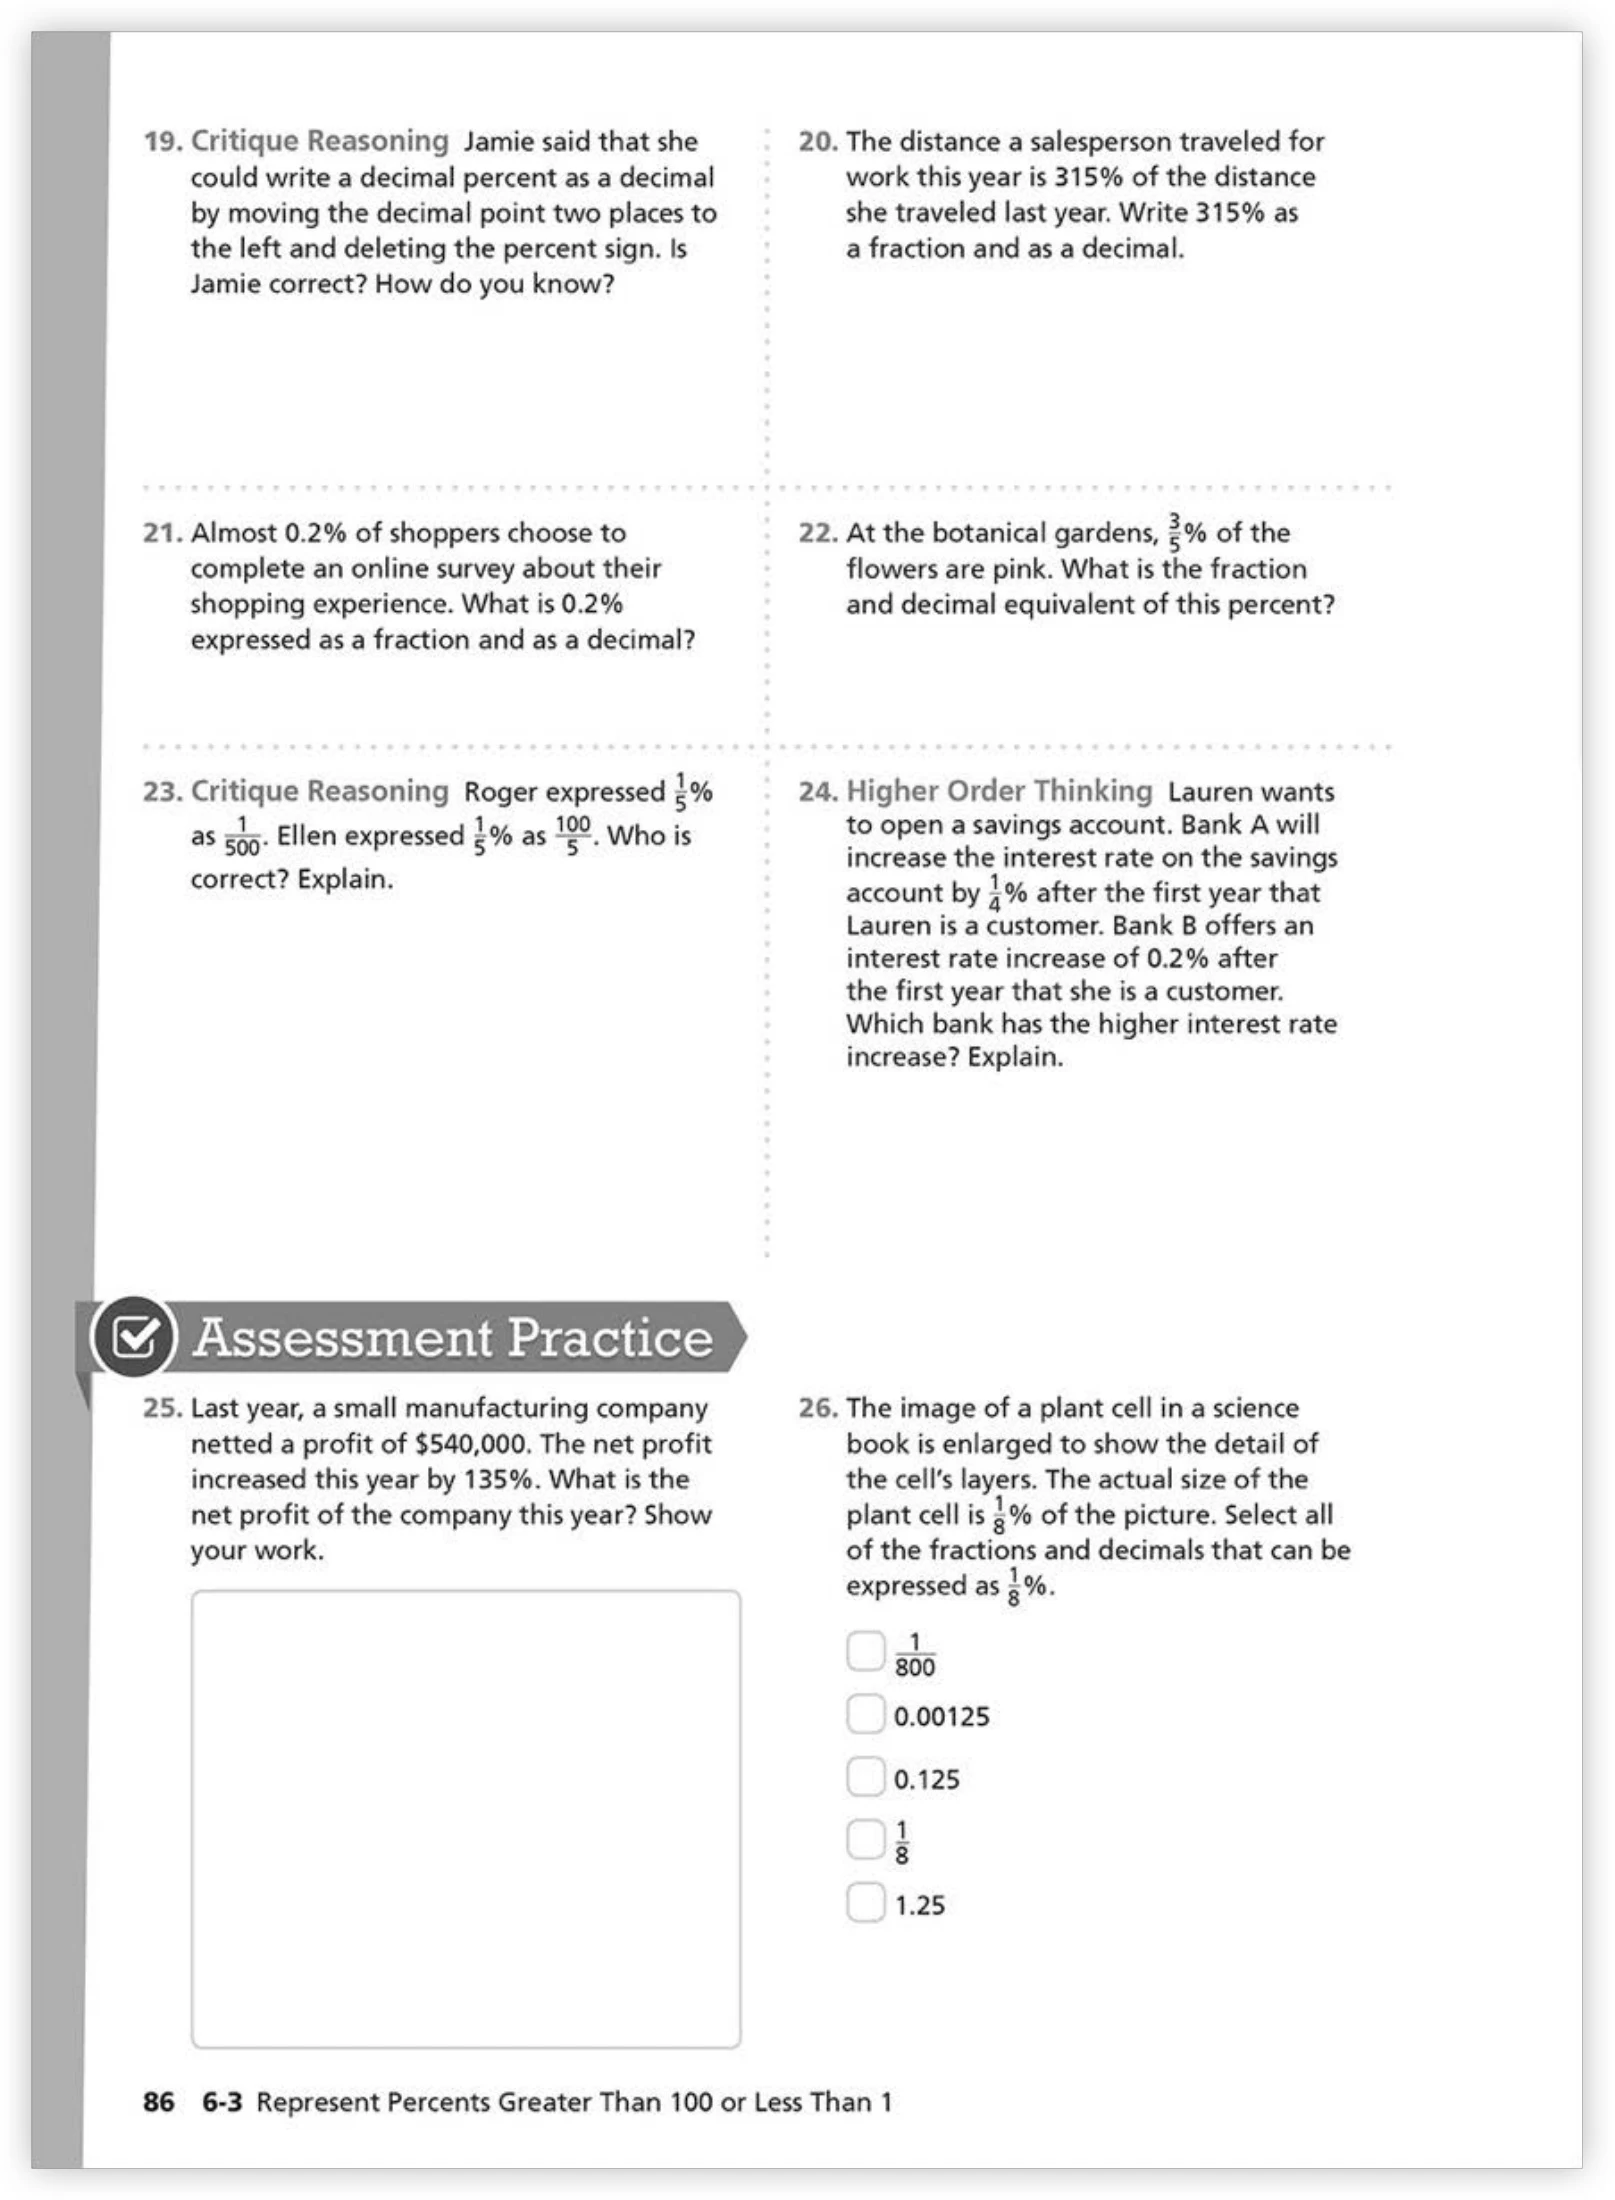 19. Critique Reasoning Jamie said that she
could write a decimal percent as a decimal
by moving the decimal point two places to
the left and deleting the percent sign. Is
Jamie correct? How do you know?
20. The distance a salesperson traveled for
work this year is 315% of the distance
she traveled last year. Write 315% as
a fraction and as a decimal.
21. Almost 0.2% of shoppers choose to
complete an online survey about their
shopping experience. What is 0.2%
expressed as a fraction and as a decimal?
22. At the botanical gardens, 3/5% of the
flowers are pink. What is the fraction
and decimal equivalent of this percent?
23. Critique Reasoning Roger expressed 1/5%
as 1/500. Ellen expressed 1/5% as 100/5. Who is
correct? Explain.
24. Higher Order Thinking Lauren wants
to open a savings account. Bank A will
increase the interest rate on the savings
account by 1/4% after the first year that
Lauren is a customer. Bank B offers an
interest rate increase of 0.2% after
the first year that she is a customer.
Which bank has the higher interest rate
increase? Explain.
Assessment Practice
25. Last year, a small manufacturing company
netted a profit of $540,000. The net profit
increased this year by 135%. What is the
net profit of the company this year? Show
your work.
26. The image of a plant cell in a science
book is enlarged to show the detail of
the cell's layers. The actual size of the
plant cell is 1/8% of the picture. Select all
of the fractions and decimals that can be
expressed as 1/8%.
1/800
0.00125
0.125
1/8
1.25
86 6-3 Represent Percents Greater Than 100 or Less Than 1